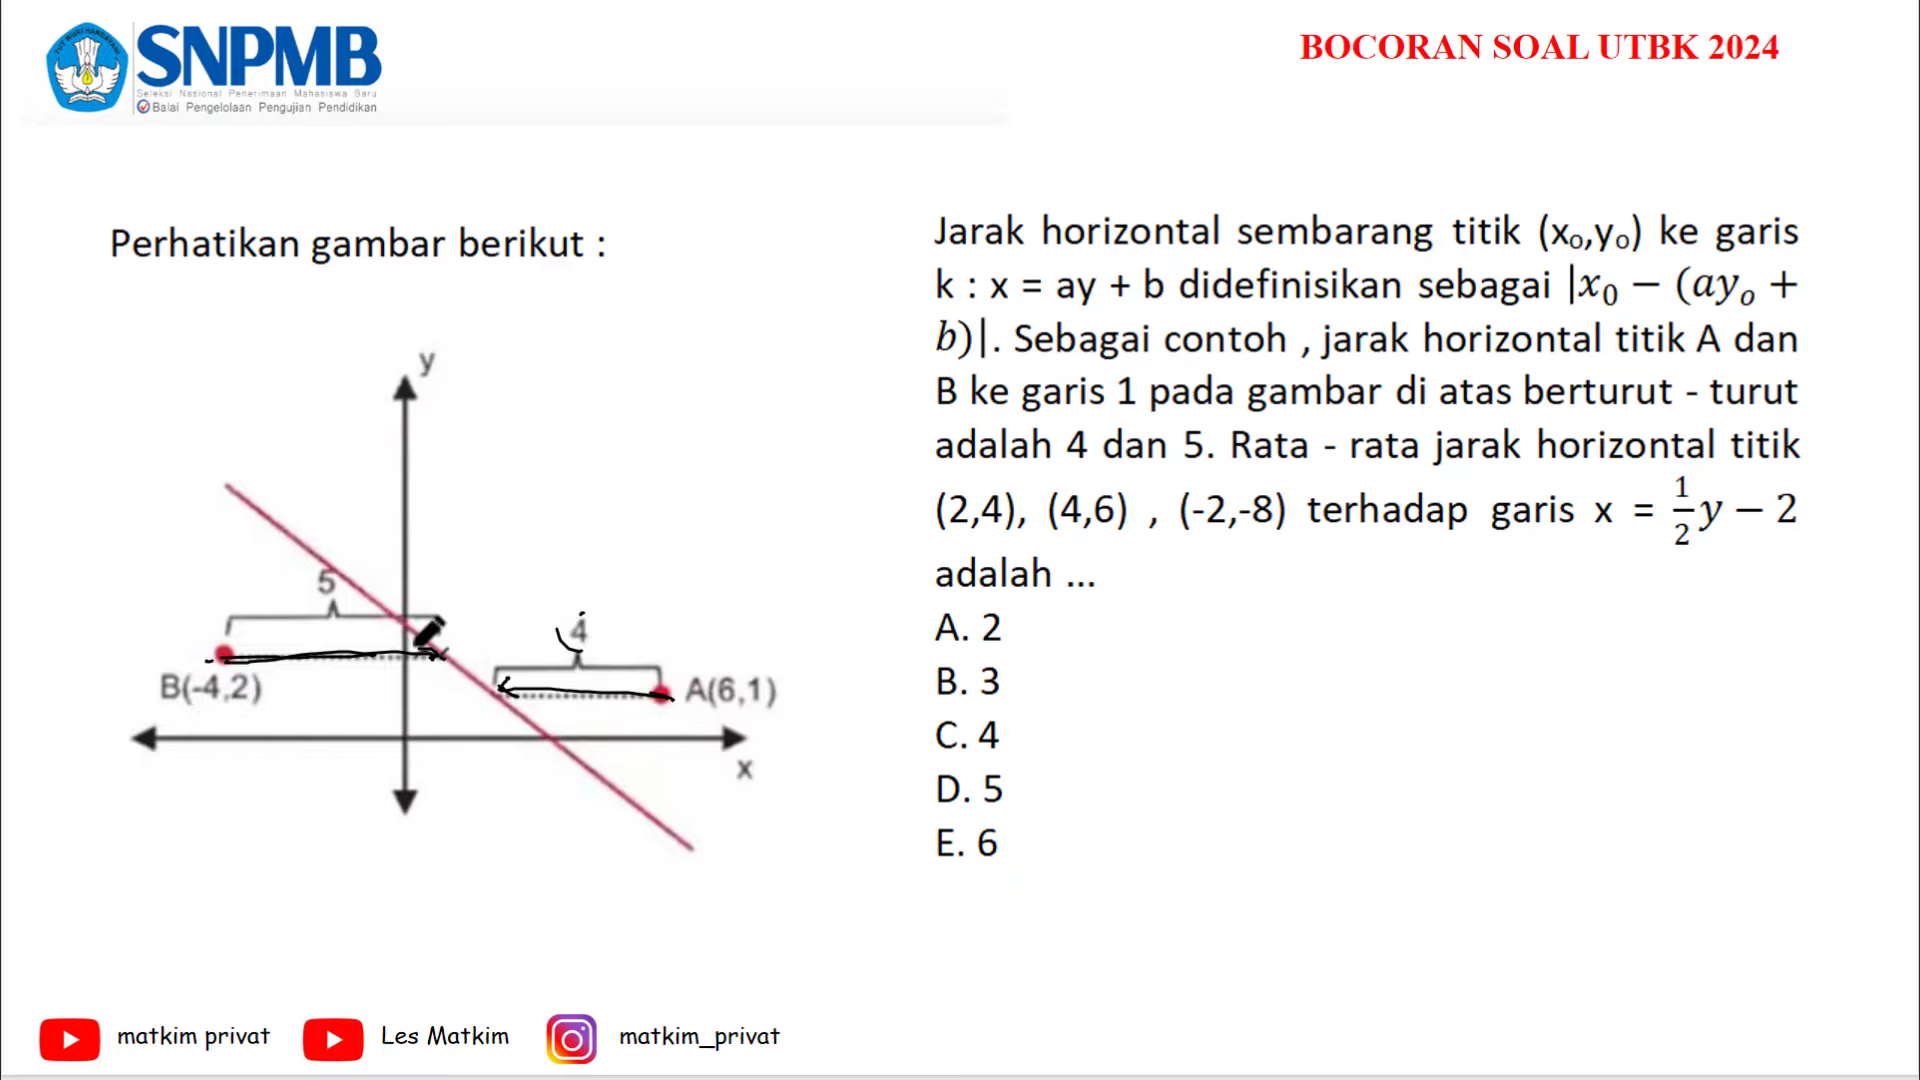 SNPMB
Seleksi Nasional Penerimaan Mahasiswa Baru
Balai Pengelolaan Pengujian Pendidikan
TUT WURI HANDAYANI
BOCORAN SOAL UTBK 2024
Perhatikan gambar berikut :
y
5
4
B(-4,2)
A(6,1)
x
Jarak horizontal sembarang titik (x₀,y₀) ke garis
k : x = ay + b didefinisikan sebagai |x₀ − (ayₒ +
b)|. Sebagai contoh , jarak horizontal titik A dan
B ke garis 1 pada gambar di atas berturut - turut
adalah 4 dan 5. Rata - rata jarak horizontal titik
(2,4), (4,6) , (-2,-8) terhadap garis x = 1/2 y − 2
adalah ...
A. 2
B. 3
C. 4
D. 5
E. 6
matkim privat
Les Matkim
matkim_privat